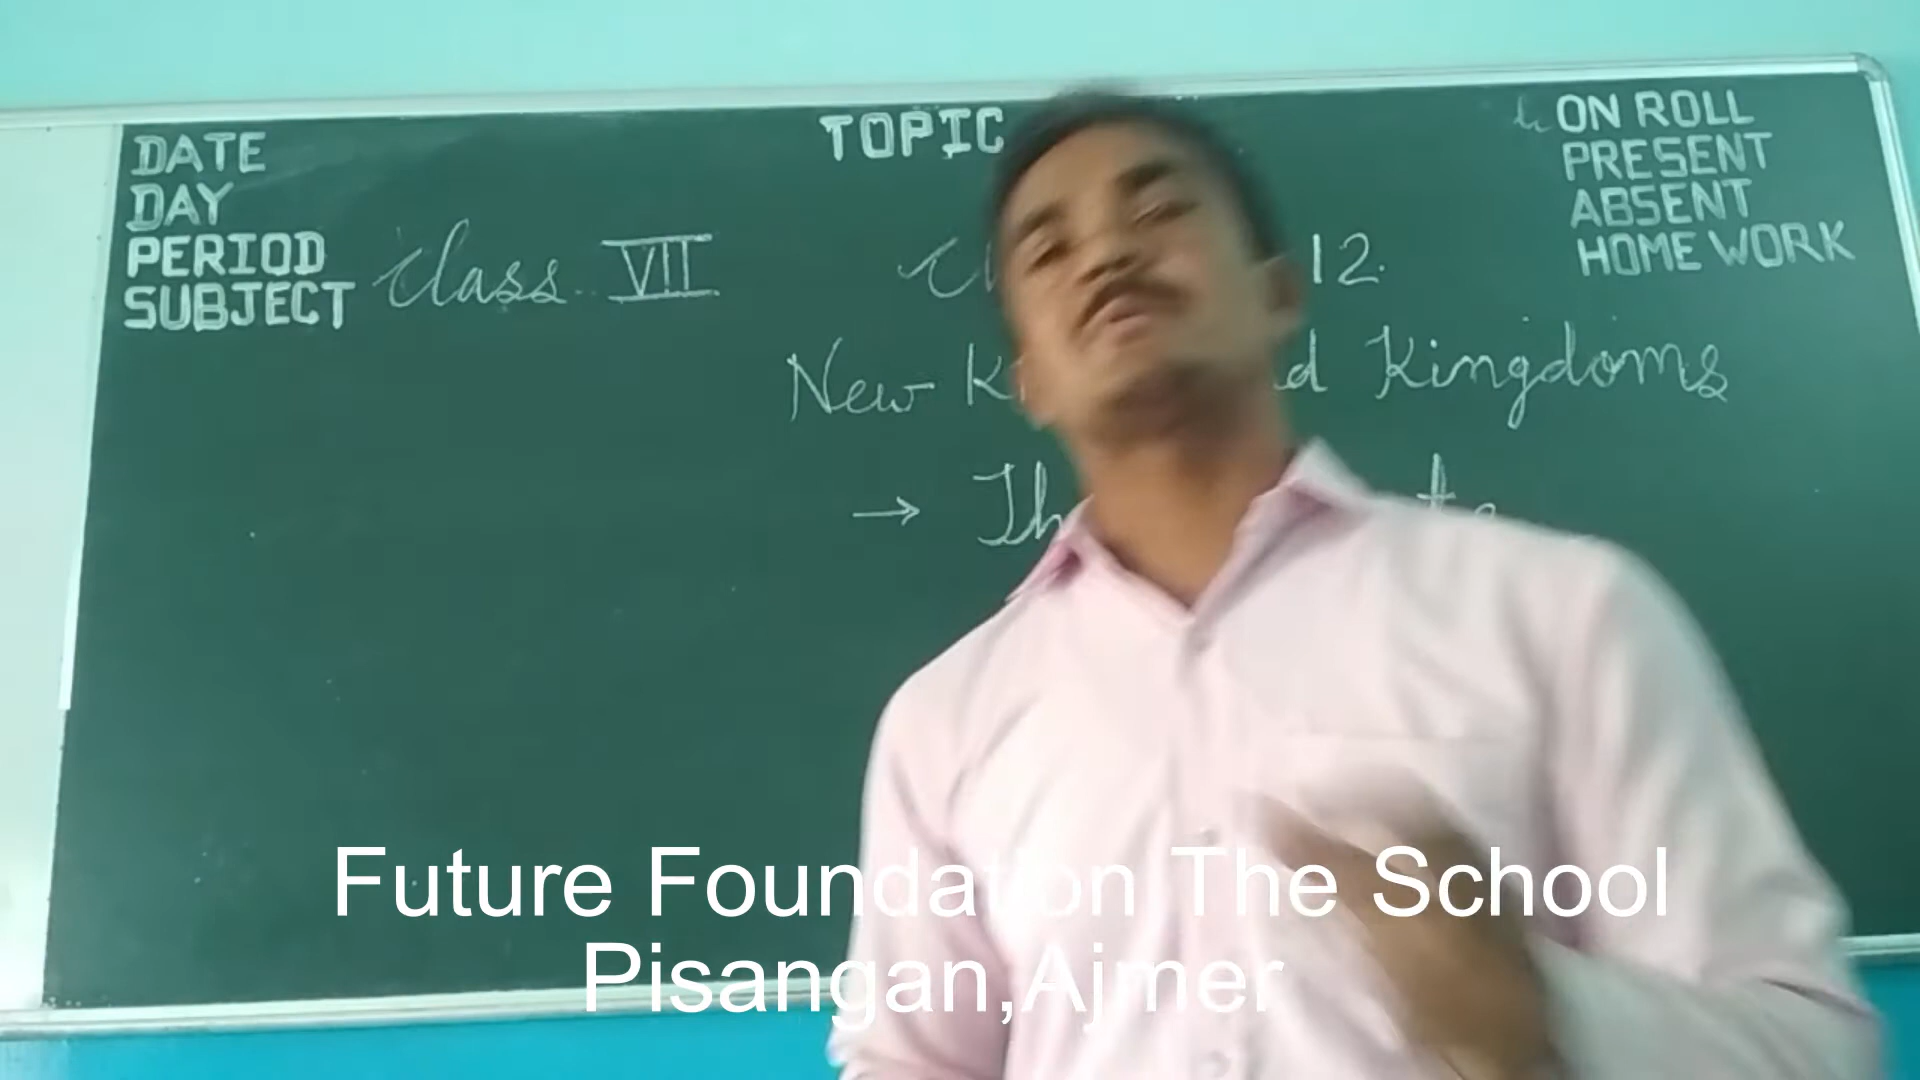 TOPIC
DATE
DAY
PERIOD
SUBJECT
ON ROLL
PRESENT
ABSENT
HOME WORK
Class VII
12.
New Kingdoms
→
Future Foundation The School
Pisangan,Ajmer